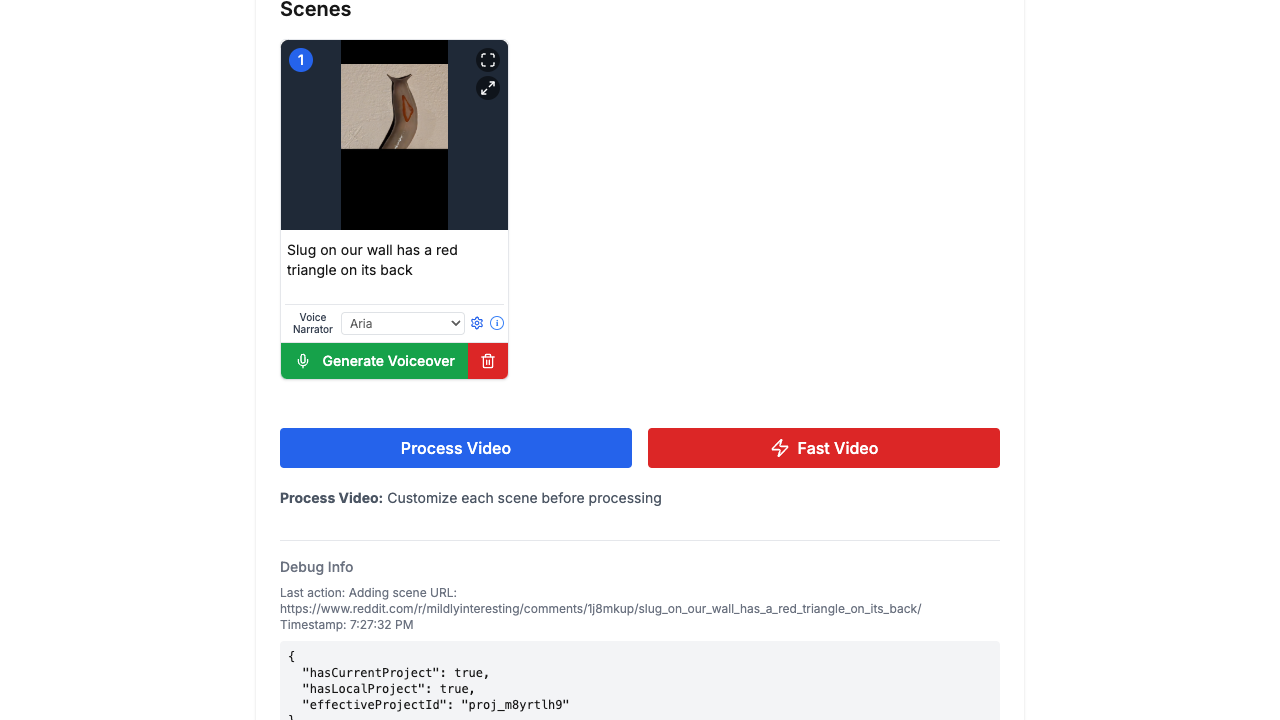 Scenes
1
Slug on our wall has a red
triangle on its back
Voice
Narrator
Aria
Generate Voiceover
Process Video
Fast Video
Process Video: Customize each scene before processing
Debug Info
Last action: Adding scene URL:
https://www.reddit.com/r/mildlyinteresting/comments/1j8mkup/slug_on_our_wall_has_a_red_triangle_on_its_back/
Timestamp: 7:27:32 PM
{
"hasCurrentProject": true,
"hasLocalProject": true,
"effectiveProjectId": "proj_m8yrtlh9"
}